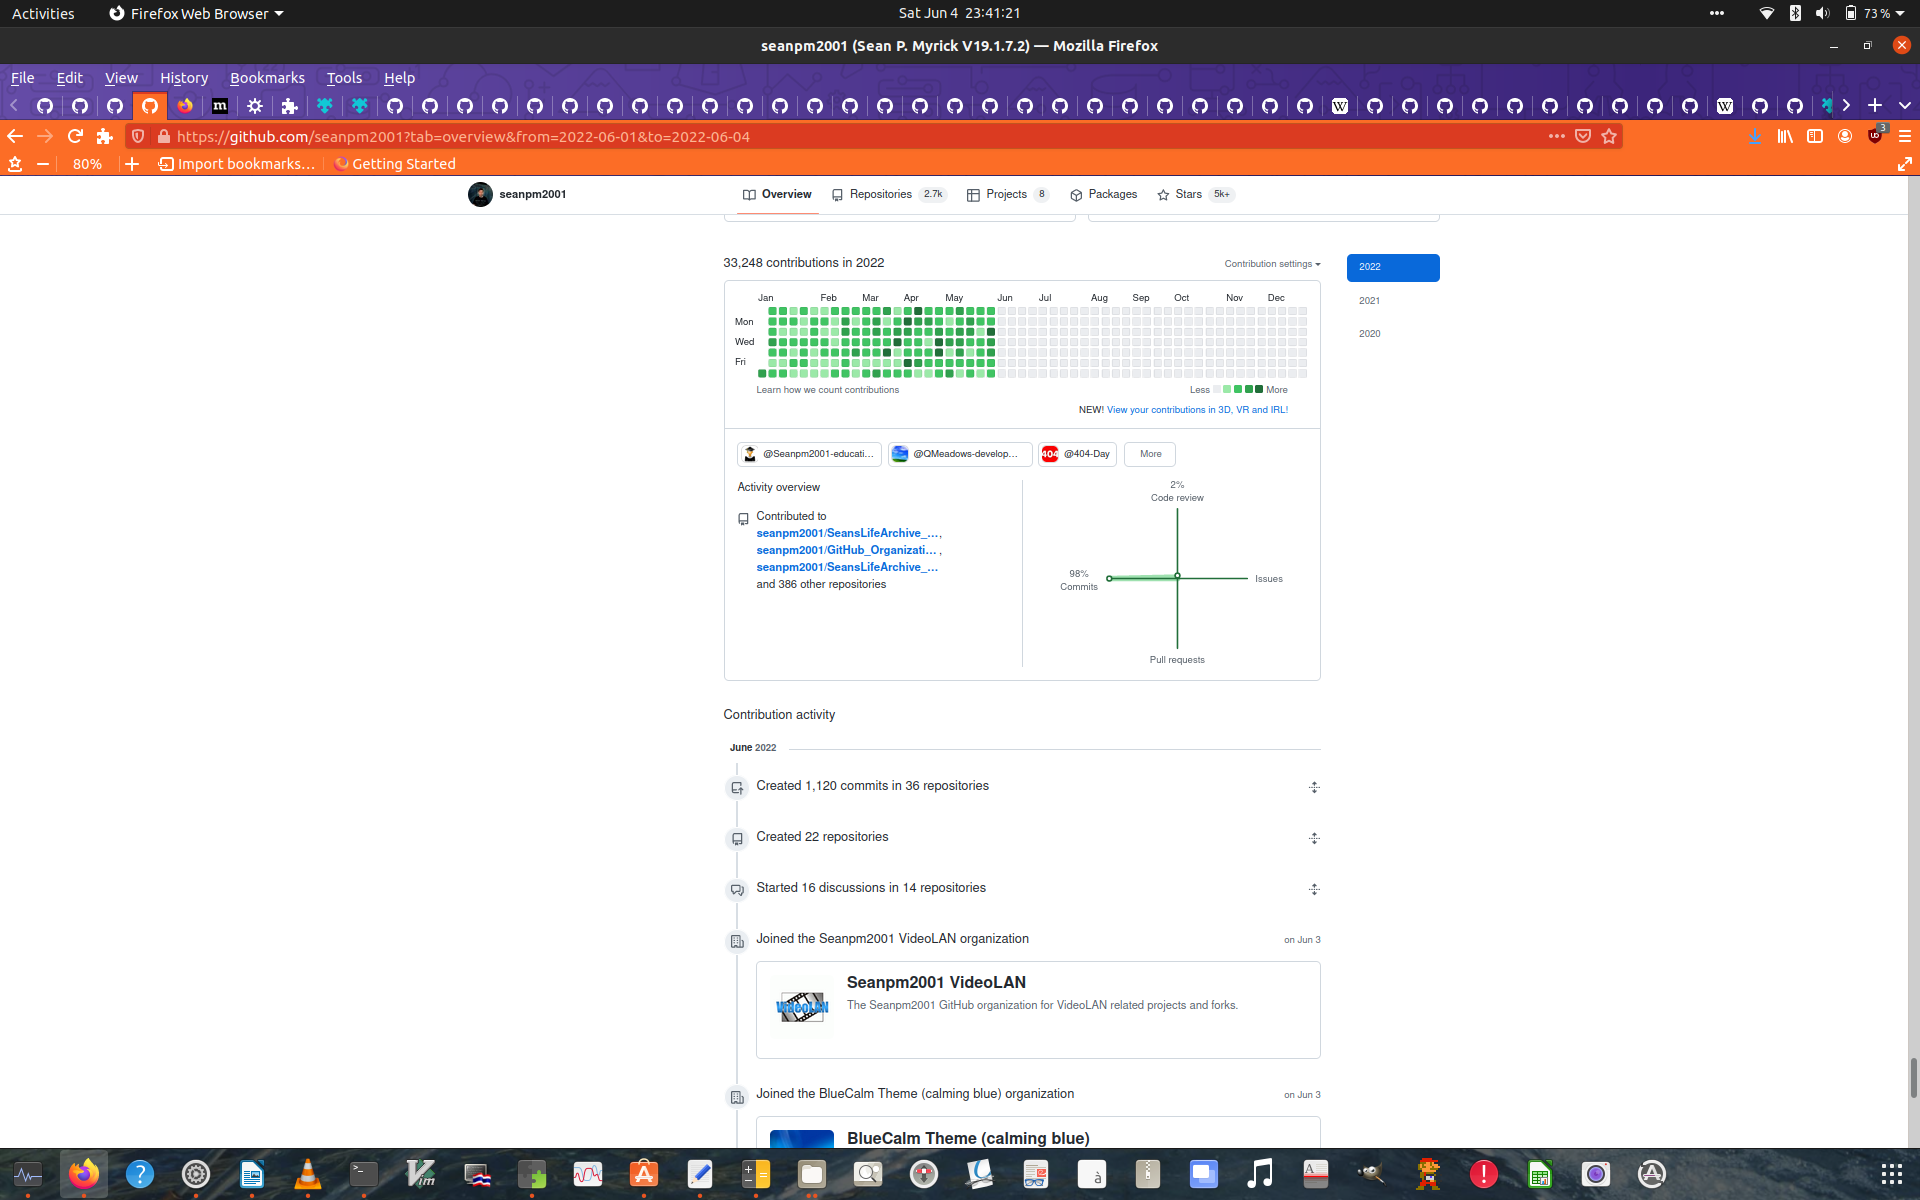 Activities
Firefox Web Browser
Sat Jun 4 23:41:21
73 %
seanpm2001 (Sean P. Myrick V19.1.7.2) — Mozilla Firefox
File Edit View History Bookmarks Tools Help
https://github.com/seanpm2001?tab=overview&from=2022-06-01&to=2022-06-04
3
80%
Import bookmarks...
Getting Started
seanpm2001
Overview
Repositories 2.7k
Projects 8
Packages
Stars 5k+
33,248 contributions in 2022
Contribution settings
2022
2021
2020
Jan Feb Mar Apr May Jun Jul Aug Sep Oct Nov Dec
Mon
Wed
Fri
Learn how we count contributions
Less More
NEW! View your contributions in 3D, VR and IRL!
@Seanpm2001-educati...
@QMeadows-develop...
404 @404-Day
More
Activity overview
Contributed to
seanpm2001/SeansLifeArchive_...,
seanpm2001/GitHub_Organizati... ,
seanpm2001/SeansLifeArchive_...
and 386 other repositories
2%
Code review
98%
Commits
Issues
Pull requests
Contribution activity
June 2022
Created 1,120 commits in 36 repositories
Created 22 repositories
Started 16 discussions in 14 repositories
Joined the Seanpm2001 VideoLAN organization
on Jun 3
VideoLAN
Seanpm2001 VideoLAN
The Seanpm2001 GitHub organization for VideoLAN related projects and forks.
Joined the BlueCalm Theme (calming blue) organization
on Jun 3
BlueCalm Theme (calming blue)